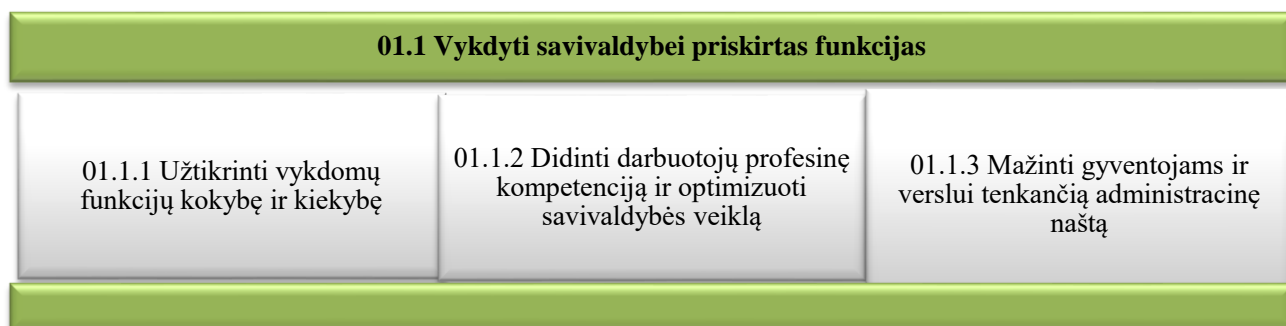 01.1 Vykdyti savivaldybei priskirtas funkcijas
01.1.1 Užtikrinti vykdomų
funkcijų kokybę ir kiekybę
01.1.2 Didinti darbuotojų profesinę
kompetenciją ir optimizuoti
savivaldybės veiklą
01.1.3 Mažinti gyventojams ir
verslui tenkančią administracinę
naštą